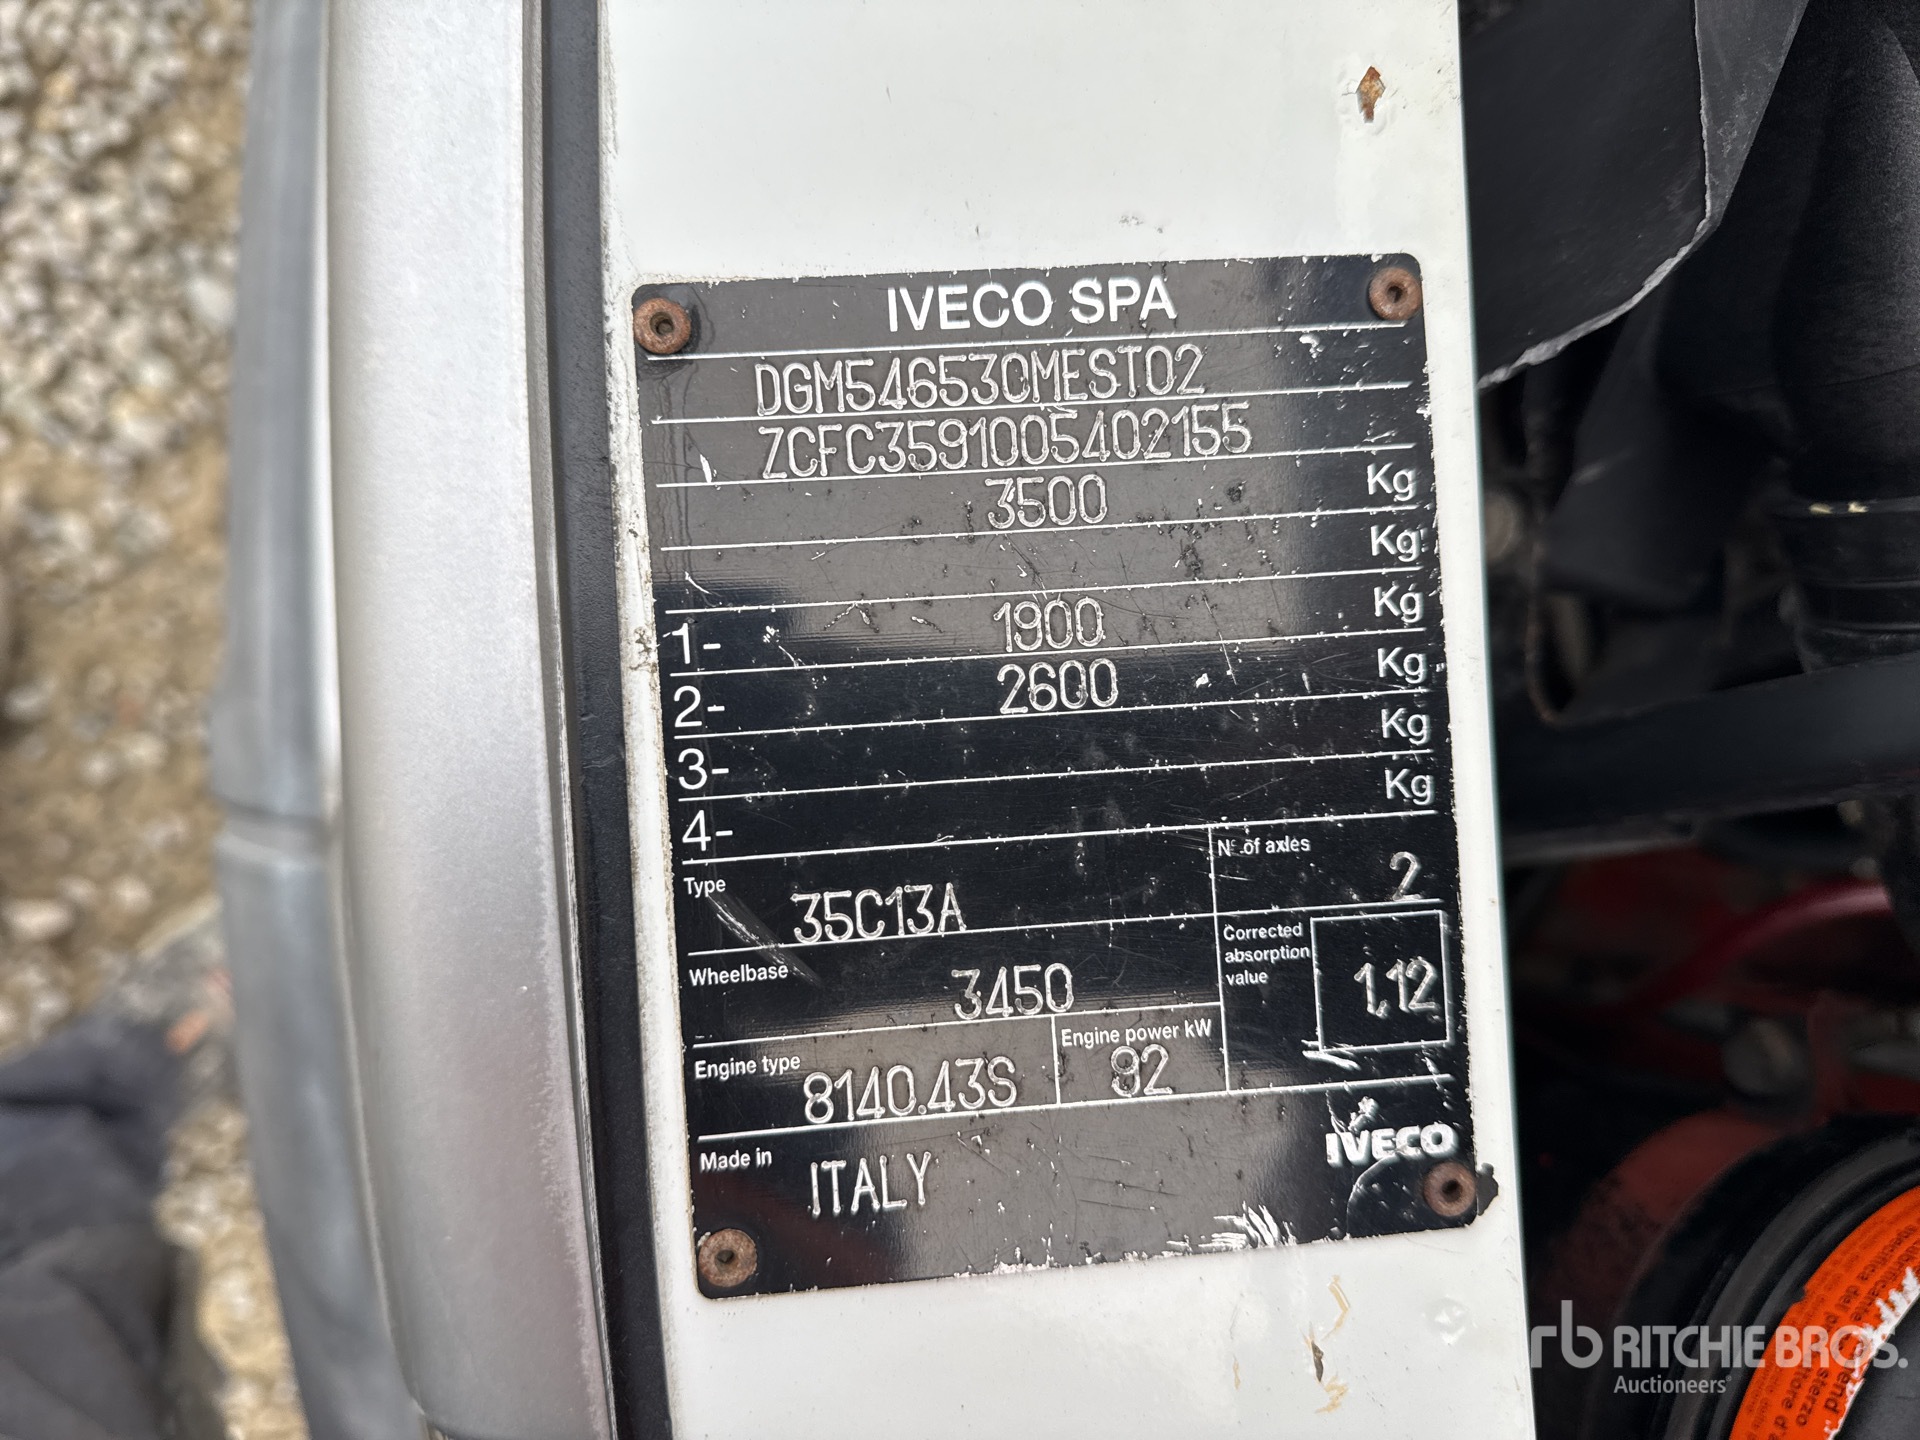 IVECO SPA
DGM546530MEST02
ZCFC3591005402155
3500 Kg
Kg
1- 1900 Kg
2- 2600 Kg
3- Kg
4- Kg
Type 35C13A
N° of axles 2
Wheelbase 3450
Corrected
absorption
value 1,12
Engine type 8140.43S
Engine power kW 92
Made in ITALY
IVECO
rb RITCHIE BROS.
Auctioneers